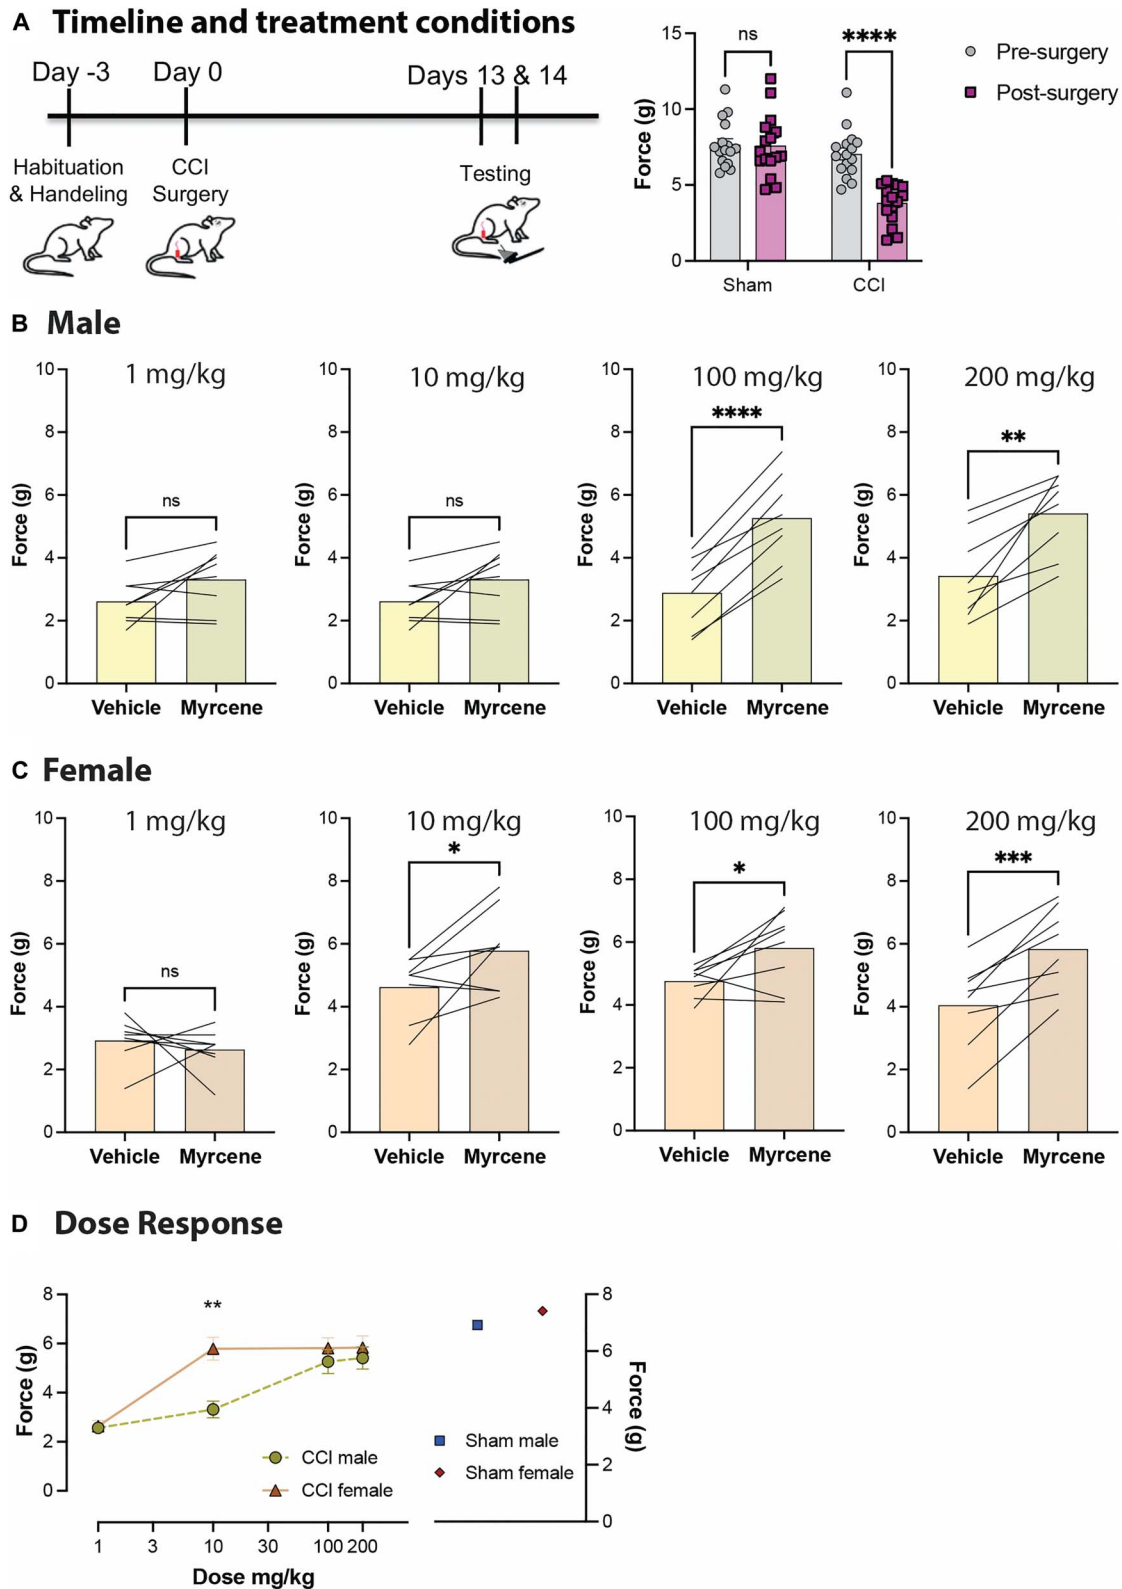 A Timeline and treatment conditions
Day -3
Day 0
Days 13 & 14
Habituation
& Handeling
CCI
Surgery
Testing
Force (g)
15
10
5
0
ns
****
Sham
CCI
Pre-surgery
Post-surgery
B Male
Force (g)
10
8
6
4
2
0
1 mg/kg
ns
Vehicle Myrcene
Force (g)
10
8
6
4
2
0
10 mg/kg
ns
Vehicle Myrcene
Force (g)
10
8
6
4
2
0
100 mg/kg
****
Vehicle Myrcene
Force (g)
10
8
6
4
2
0
200 mg/kg
**
Vehicle Myrcene
C Female
Force (g)
10
8
6
4
2
0
1 mg/kg
ns
Vehicle Myrcene
Force (g)
10
8
6
4
2
0
10 mg/kg
*
Vehicle Myrcene
Force (g)
10
8
6
4
2
0
100 mg/kg
*
Vehicle Myrcene
Force (g)
10
8
6
4
2
0
200 mg/kg
***
Vehicle Myrcene
D Dose Response
Force (g)
8
6
4
2
0
**
CCI male
CCI female
1 3 10 30 100 200
Dose mg/kg
Sham male
Sham female
8
6
4
2
0
Force (g)